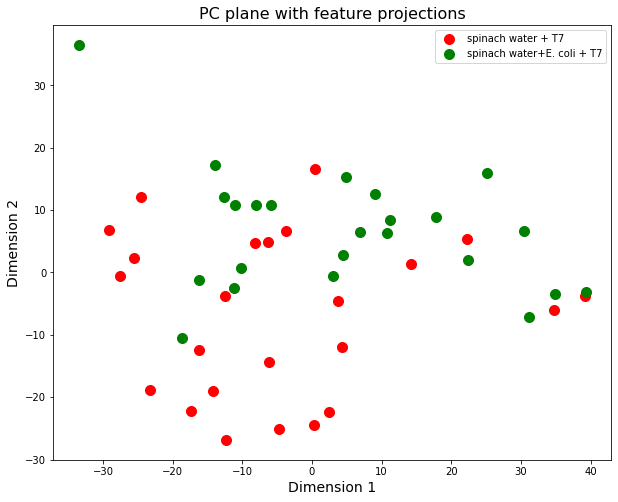 PC plane with feature projections
spinach water + T7
spinach water+E. coli + T7
Dimension 2
30
20
10
0
−10
−20
−30
−30 −20 −10 0 10 20 30 40
Dimension 1